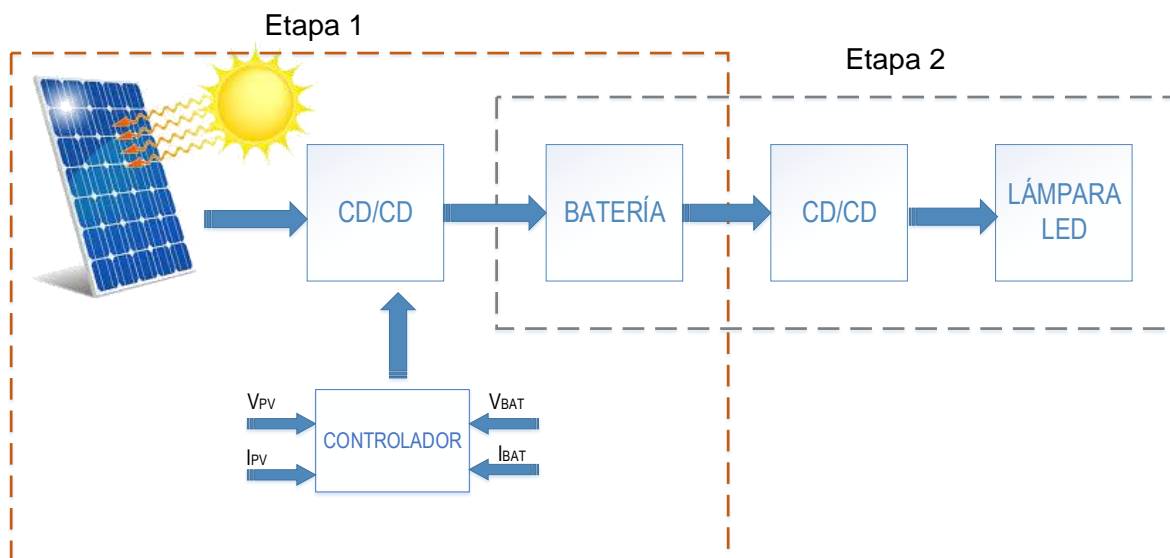 Etapa 1
Etapa 2
CD/CD
BATERÍA
CD/CD
LÁMPARA
LED
VPV
VBAT
CONTROLADOR
IPV
IBAT